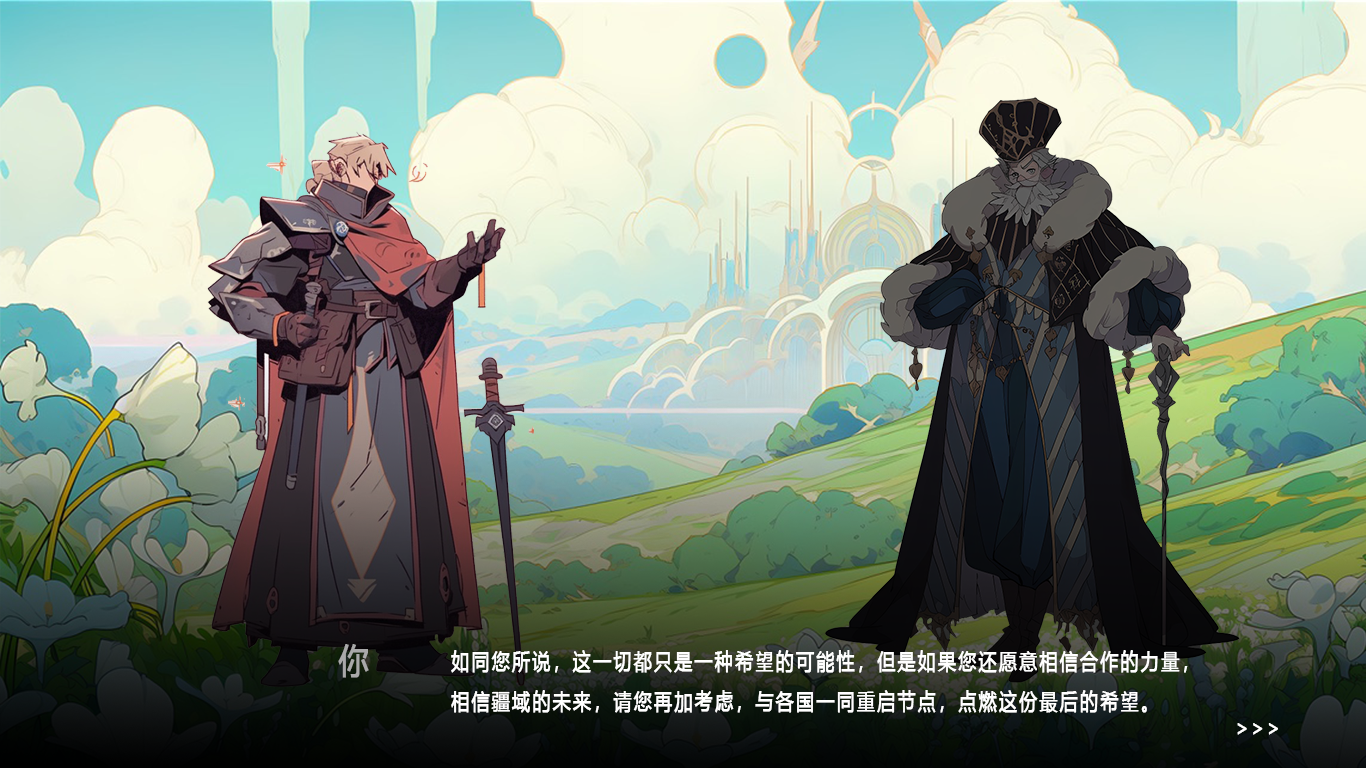 你
如同您所说，这一切都只是一种希望的可能性，但是如果您还愿意相信合作的力量，
相信疆域的未来，请您再加考虑，与各国一同重启节点，点燃这份最后的希望。
>>>